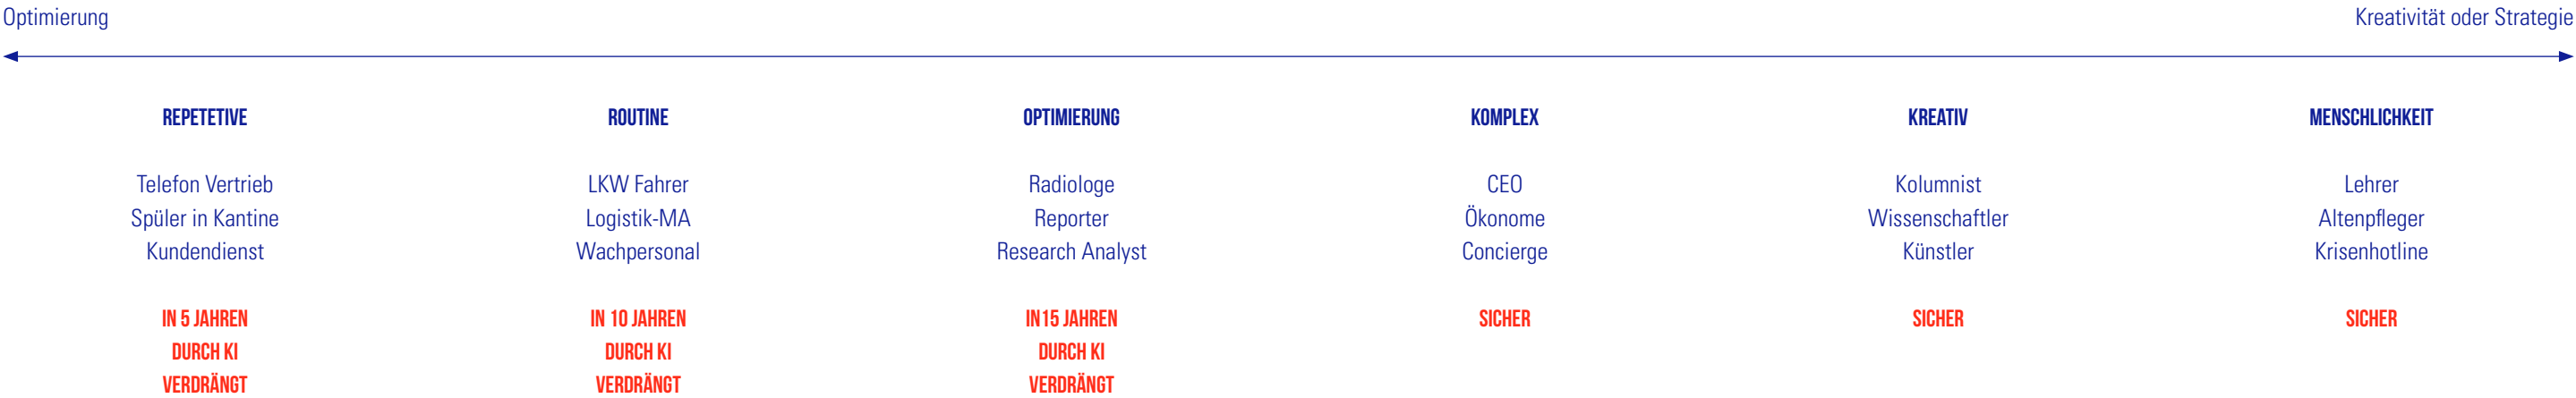 Optimierung
Kreativität oder Strategie
REPETETIVE
Telefon Vertrieb
Spüler in Kantine
Kundendienst
IN 5 JAHREN
DURCH KI
VERDRÄNGT
ROUTINE
LKW Fahrer
Logistik-MA
Wachpersonal
IN 10 JAHREN
DURCH KI
VERDRÄNGT
OPTIMIERUNG
Radiologe
Reporter
Research Analyst
IN15 JAHREN
DURCH KI
VERDRÄNGT
KOMPLEX
CEO
Ökonome
Concierge
SICHER
KREATIV
Kolumnist
Wissenschaftler
Künstler
SICHER
MENSCHLICHKEIT
Lehrer
Altenpfleger
Krisenhotline
SICHER